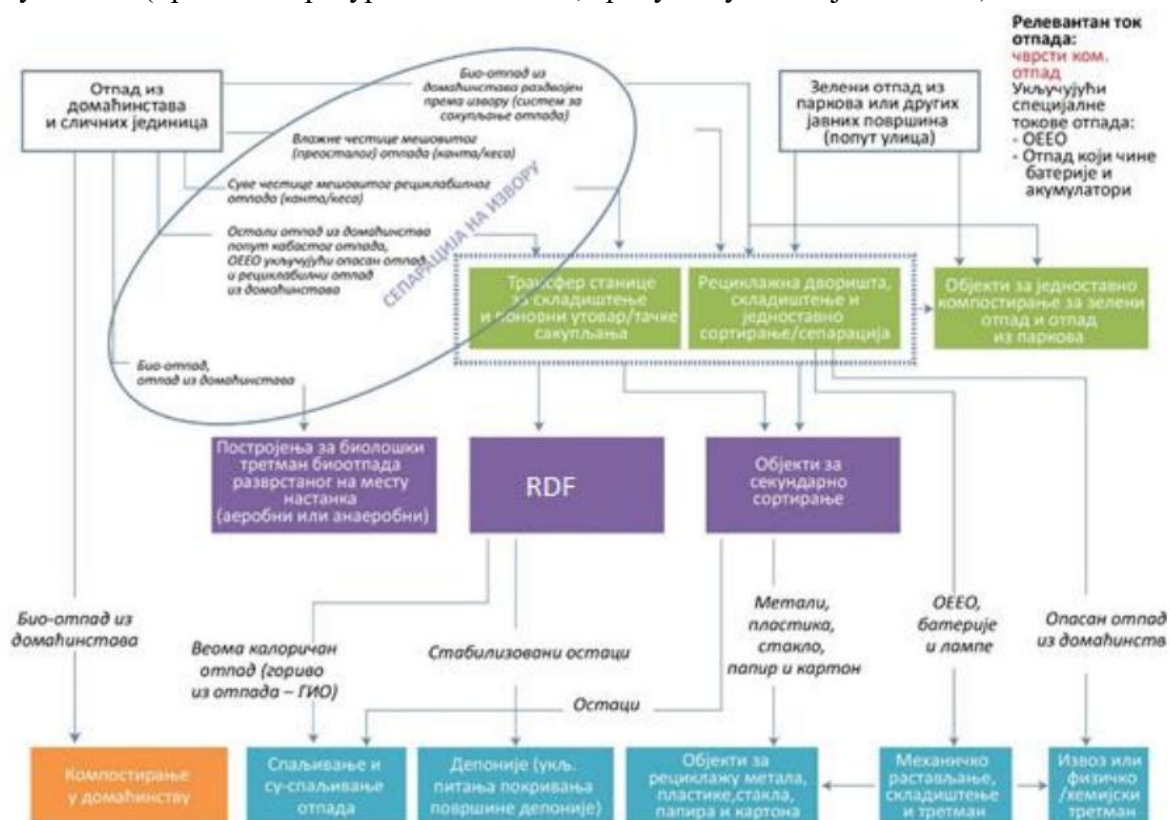 Релевантан ток
отпада:
чврсти ком.
отпад
Укључујући
специјалне
токове отпада:
- ОЕЕО
- Отпад који чине
батерије и
акумулатори
Отпад из
домаћинстава
и сличних јединица
Био-отпад из
домаћинстава раздвојен
према извору (систем за
сакупљање отпада)
Зелени отпад из
паркова или других
јавних површина
(попут улица)
Влажне честице мешовитог
(преосталог) отпада (канта/кеса)
Суве честице мешовитог рециклабилног
отпада (канта/кеса)
Остали отпад из домаћинства
попут кабастог отпада,
ОЕЕО укључујући опасан отпад
и рециклабилни отпад
из домаћинстава
СЕПАРАЦИЈА НА ИЗВОРУ
Трансфер станице
за складиштење
и поновни утовар/тачке
сакупљања
Рециклажна дворишта,
складиштење и
једноставно
сортирање/сепарација
Објекти за једноставно
компостирање за зелени
отпад и отпад
из паркова
Био-отпад,
отпад из домаћинстава
Постројења за биолошки
третман биоотпада
разврстаног на месту
настанка
(аеробни или анаеробни)
RDF
Објекти за
секундарно
сортирање
Био-отпад из
домаћинстава
Веома калоричан
отпад (гориво
из отпада – ГИО)
Стабилизовани остаци
Остаци
Метали,
пластика,
стакло,
папир и картон
ОЕЕО,
батерије
и лампе
Опасан отпад
из домаћинств
Компостирање
у домаћинству
Спаљивање и
су-спаљивање
отпада
Депоније (укљ.
питања покривања
површине депоније)
Објекти за
рециклажу метала,
пластике,стакла,
папира и картона
Механичко
растављање,
складиштење
и третман
Извоз или
физичко
/хемијски
третман